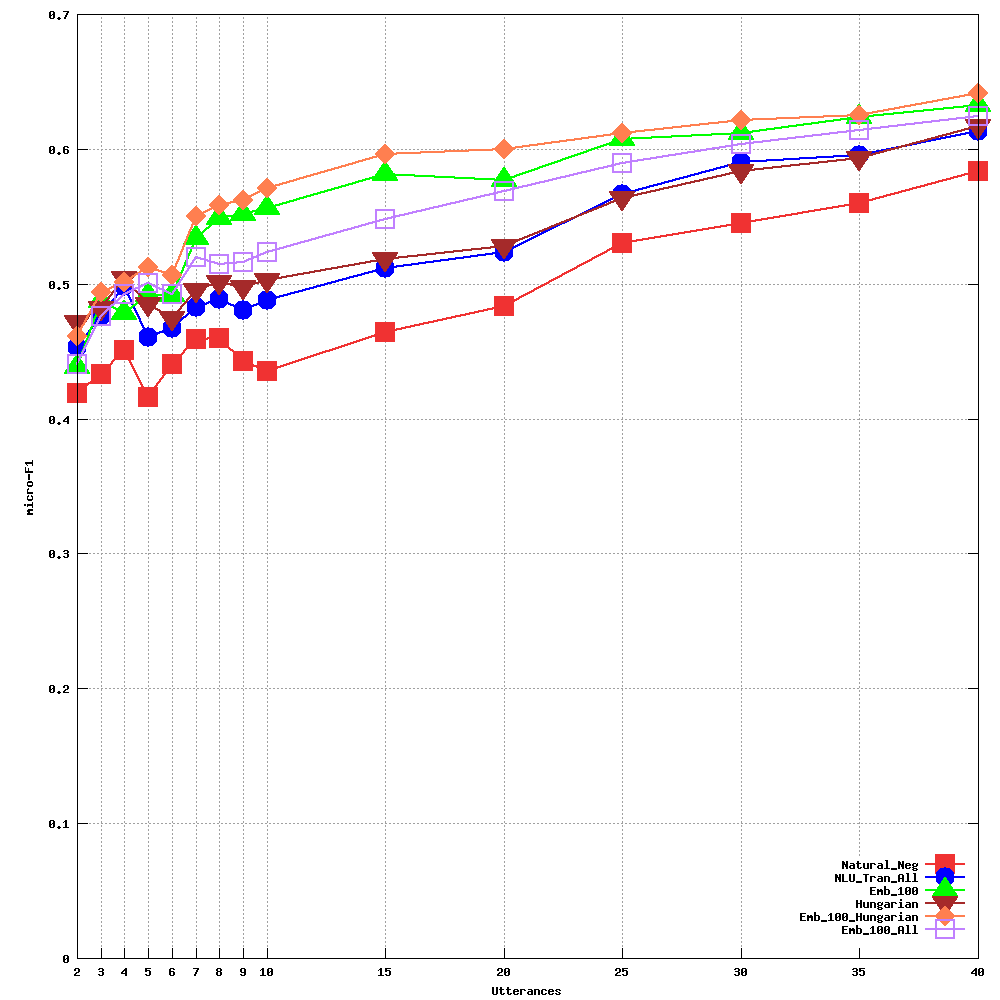 0.7
0.6
0.5
0.4
0.3
0.2
0.1
0
micro-F1
Natural_Neg
NLU_Tran_All
Emb_100
Hungarian
Emb_100_Hungarian
Emb_100_All
2 3 4 5 6 7 8 9 10 15 20 25 30 35 40
Utterances